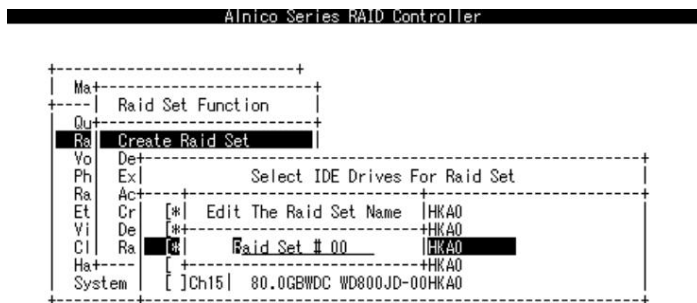 Alnico Series RAID Controller
Ma
Raid Set Function
Qu
Ra Create Raid Set
Vo De
Ph Ex Select IDE Drives For Raid Set
Ra Ac
Et Cr [*] Edit The Raid Set Name HKA0
Vi De [* HKA0
Cl Ra [* Raid Set # 00 HKA0
Ha [ HKA0
System [ ]Ch15| 80.0GBWDC WD800JD-00HKA0